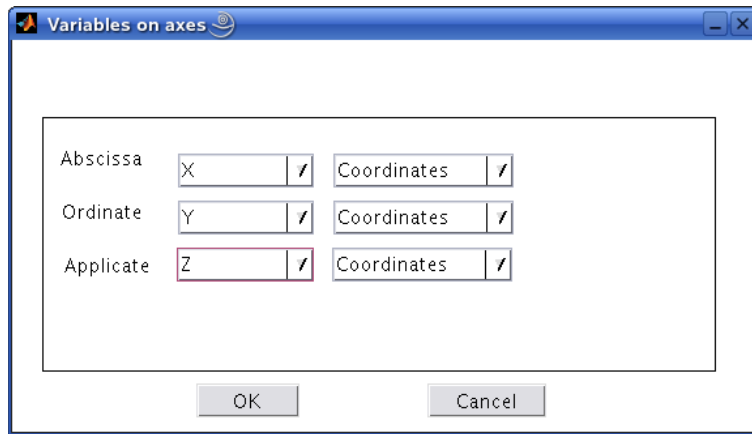 Variables on axes
Abscissa X Coordinates
Ordinate Y Coordinates
Applicate Z Coordinates
OK Cancel